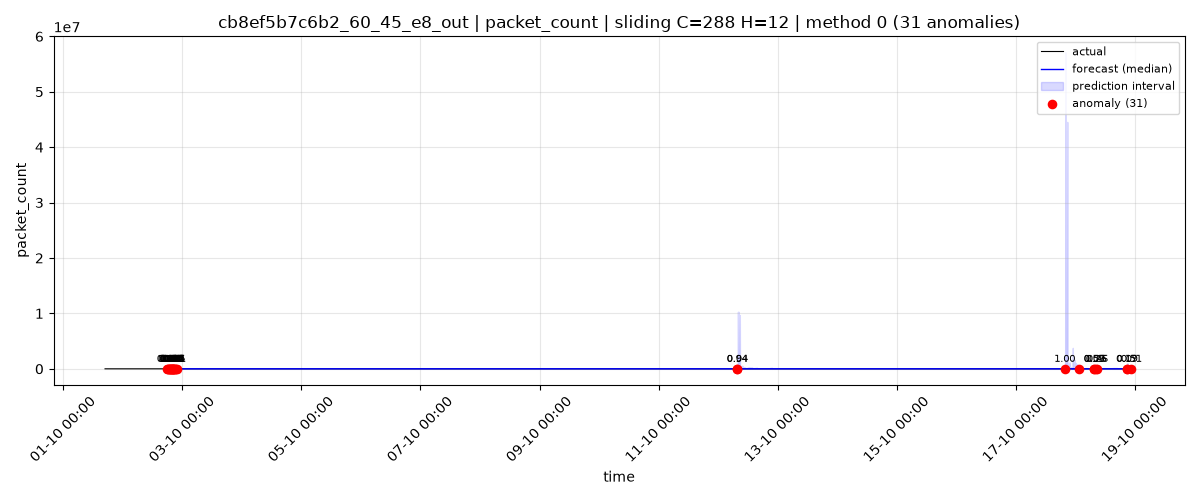 cb8ef5b7c6b2_60_45_e8_out | packet_count | sliding C=288 H=12 | method 0 (31 anomalies)
1e7
6
5
4
3
2
1
0
packet_count
actual
forecast (median)
prediction interval
anomaly (31)
0.94
1.00
01-10 00:00
03-10 00:00
05-10 00:00
07-10 00:00
09-10 00:00
11-10 00:00
13-10 00:00
15-10 00:00
17-10 00:00
19-10 00:00
time